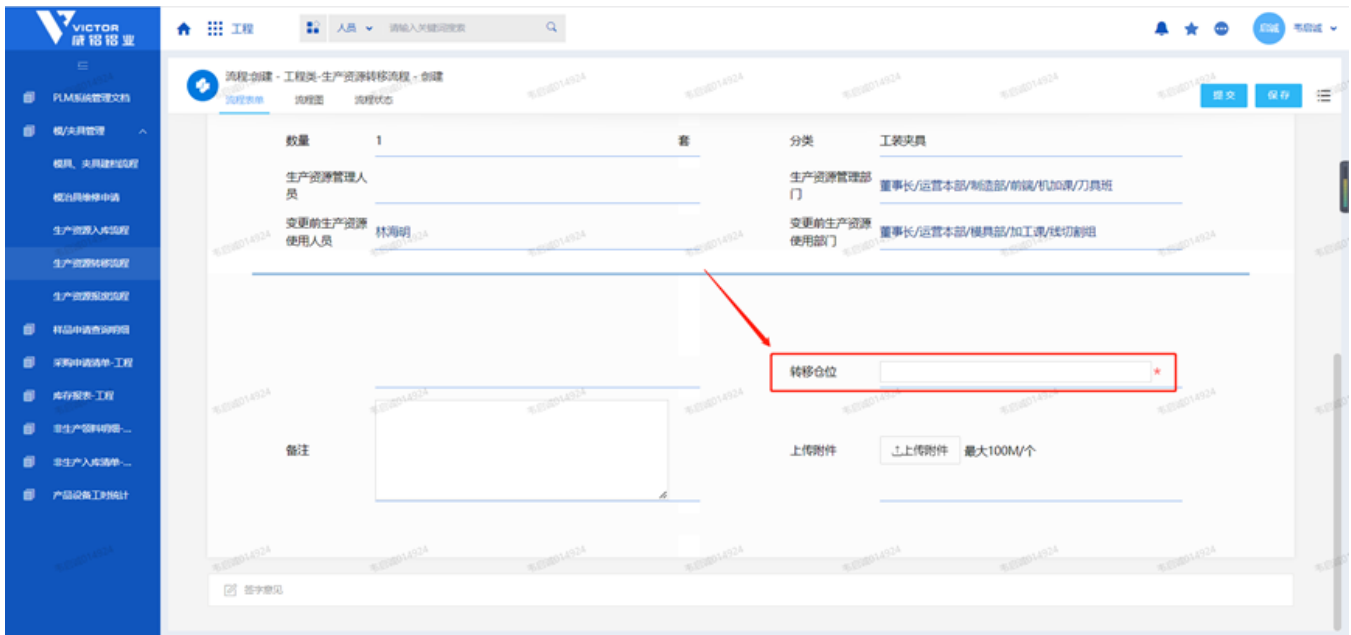 VICTOR
威铝铝业
工程
人员
请输入关键词搜索
韦启诚
流程:创建 - 工程类-生产资源转移流程 - 创建
流程表单 流程图 流程状态
提交 保存
PLM系统管理文档
模/夹具管理
模具、夹具建档流程
模治具维修申请
生产资源入库流程
生产资源转移流程
生产资源报废流程
样品申请查询明细
采购申请清单-工程
库存报表-工程
非生产领料明细-...
非生产入库清单-...
产品设备工时统计
数量 1 套 分类 工装夹具
生产资源管理人员
生产资源管理部门 董事长/运营本部/制造部/前端/机加课/刀具班
变更前生产资源使用人员 林海明
变更前生产资源使用部门 董事长/运营本部/模具部/加工课/线切割组
转移仓位 *
备注
上传附件 上传附件 最大100M/个
签字意见